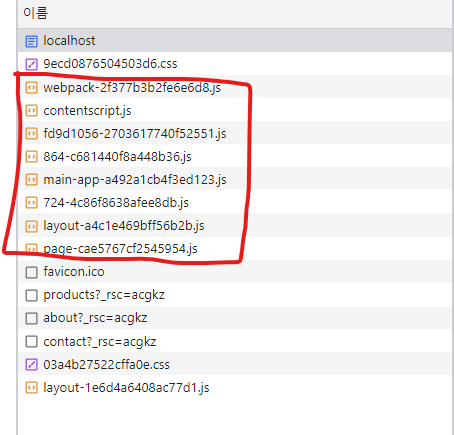 이름
localhost
9ecd0876504503d6.css
webpack-2f377b3b2fe6e6d8.js
contentscript.js
fd9d1056-2703617740f52551.js
864-c681440f8a448b36.js
main-app-a492a1cb4f3ed123.js
724-4c86f8638afee8db.js
layout-a4c1e469bff56b2b.js
page-cae5767cf2545954.js
favicon.ico
products?_rsc=acgkz
about?_rsc=acgkz
contact?_rsc=acgkz
03a4b27522cffa0e.css
layout-1e6d4a6408ac77d1.js